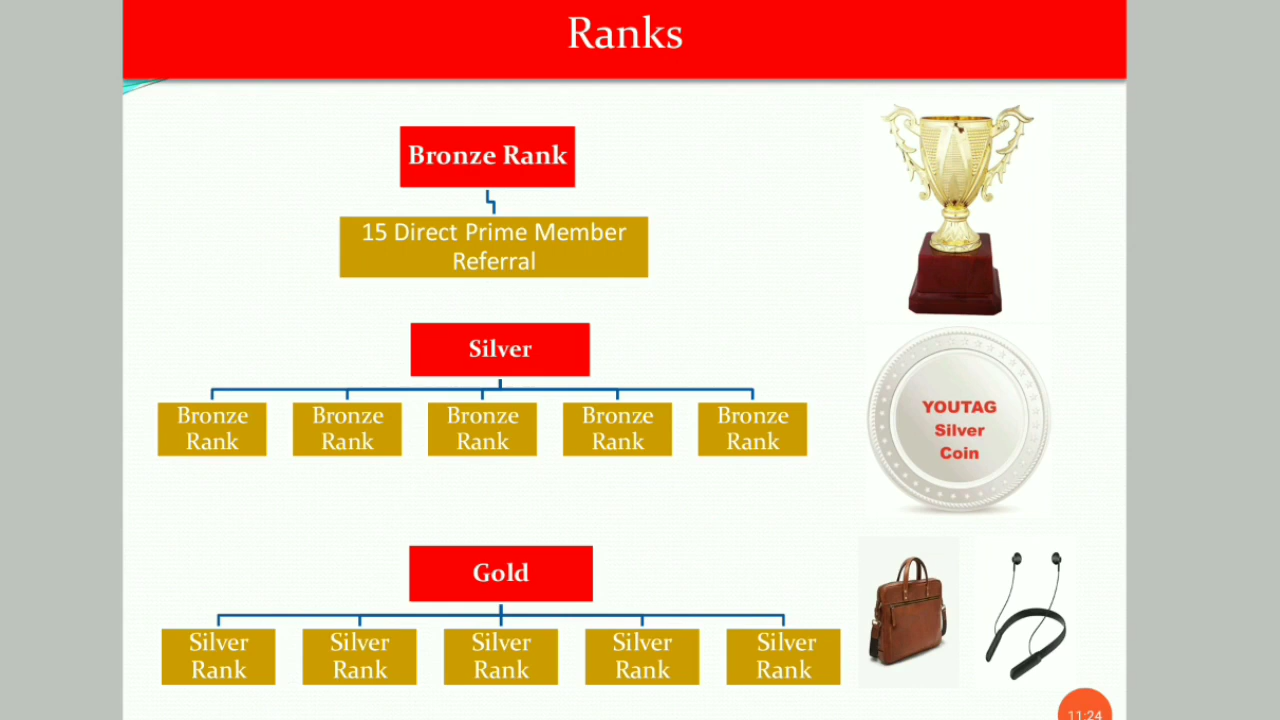 Ranks
Bronze Rank
15 Direct Prime Member
Referral
Silver
Bronze
Rank
Bronze
Rank
Bronze
Rank
Bronze
Rank
Bronze
Rank
YOUTAG
Silver
Coin
Gold
Silver
Rank
Silver
Rank
Silver
Rank
Silver
Rank
Silver
Rank
11:24